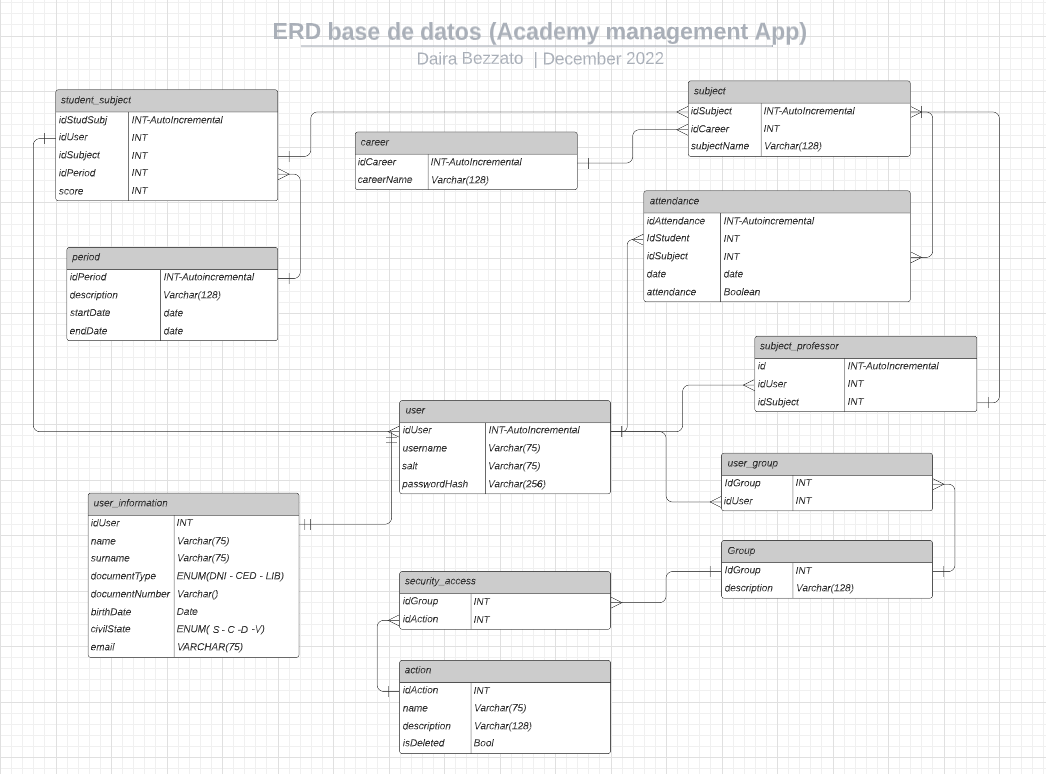 ERD base de datos (Academy management App)
Daira Bezzato | December 2022
student_subject
idStudSubj INT-AutoIncremental
idUser INT
idSubject INT
idPeriod INT
score INT
career
idCareer INT-AutoIncremental
careerName Varchar(128)
subject
idSubject INT-AutoIncremental
idCareer INT
subjectName Varchar(128)
attendance
idAttendance INT-Autoincremental
IdStudent INT
idSubject INT
date date
attendance Boolean
period
idPeriod INT-Autoincremental
description Varchar(128)
startDate date
endDate date
subject_professor
id INT-AutoIncremental
idUser INT
idSubject INT
user
idUser INT-AutoIncremental
username Varchar(75)
salt Varchar(75)
passwordHash Varchar(256)
user_group
IdGroup INT
idUser INT
user_information
idUser INT
name Varchar(75)
surname Varchar(75)
documentType ENUM(DNI - CED - LIB)
documentNumber Varchar()
birthDate Date
civilState ENUM( S - C -D -V)
email VARCHAR(75)
Group
IdGroup INT
description Varchar(128)
security_access
idGroup INT
idAction INT
action
idAction INT
name Varchar(75)
description Varchar(128)
isDeleted Bool